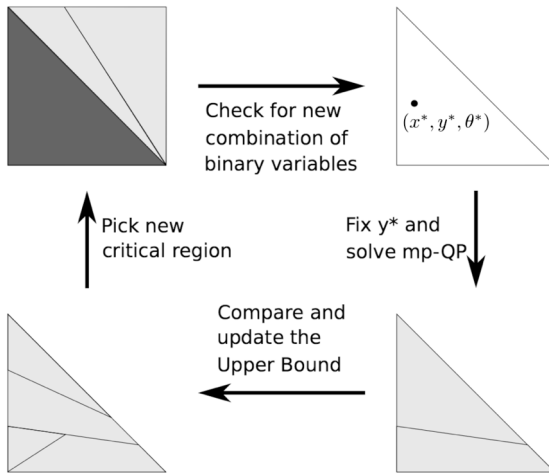 Check for new
combination of
binary variables
(x*, y*, θ*)
Pick new
critical region
Fix y* and
solve mp-QP
Compare and
update the
Upper Bound